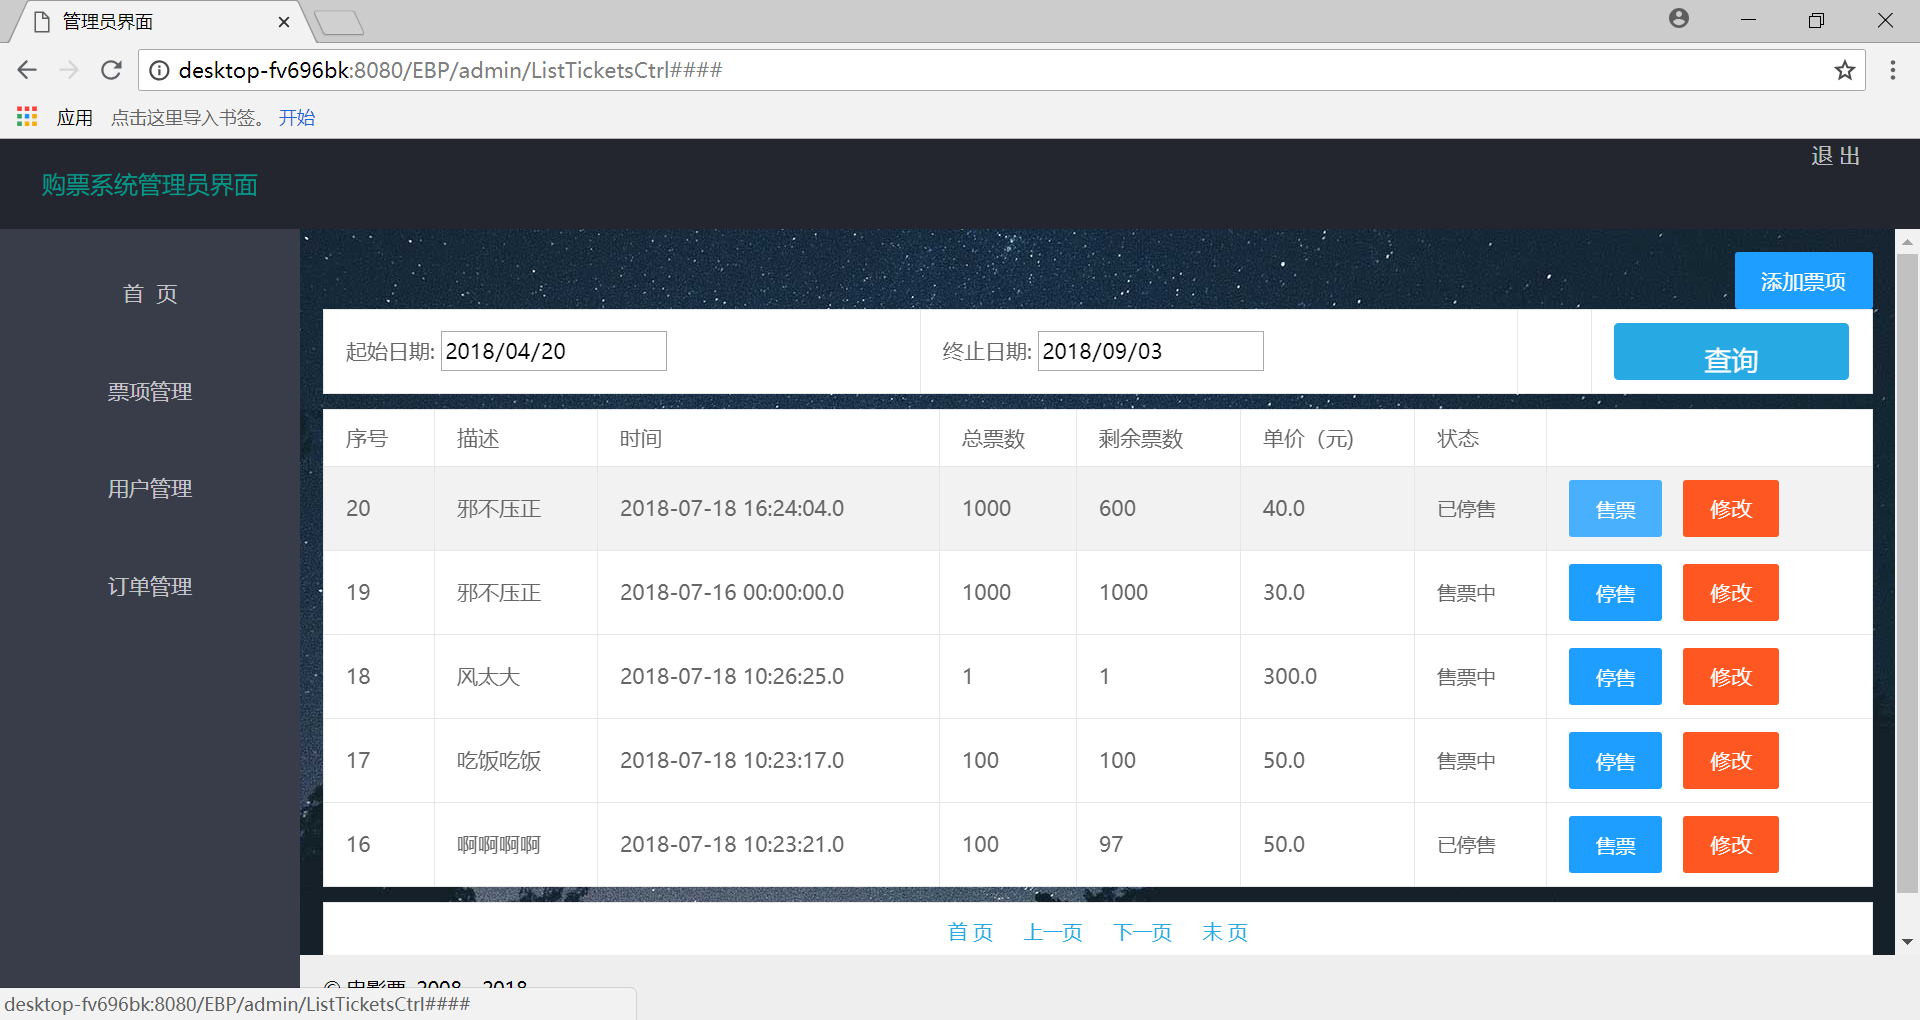 管理员界面
desktop-fv696bk:8080/EBP/admin/ListTicketsCtrl####
应用 点击这里导入书签。 开始
退 出
购票系统管理员界面
首 页
票项管理
用户管理
订单管理
添加票项
起始日期: 2018/04/20 终止日期: 2018/09/03 查询
序号 描述 时间 总票数 剩余票数 单价（元) 状态
20 邪不压正 2018-07-18 16:24:04.0 1000 600 40.0 已停售 售票 修改
19 邪不压正 2018-07-16 00:00:00.0 1000 1000 30.0 售票中 停售 修改
18 风太大 2018-07-18 10:26:25.0 1 1 300.0 售票中 停售 修改
17 吃饭吃饭 2018-07-18 10:23:17.0 100 100 50.0 售票中 停售 修改
16 啊啊啊啊 2018-07-18 10:23:21.0 100 97 50.0 已停售 售票 修改
首 页 上一页 下一页 末 页
© 电影票 2008 - 2018
desktop-fv696bk:8080/EBP/admin/ListTicketsCtrl####